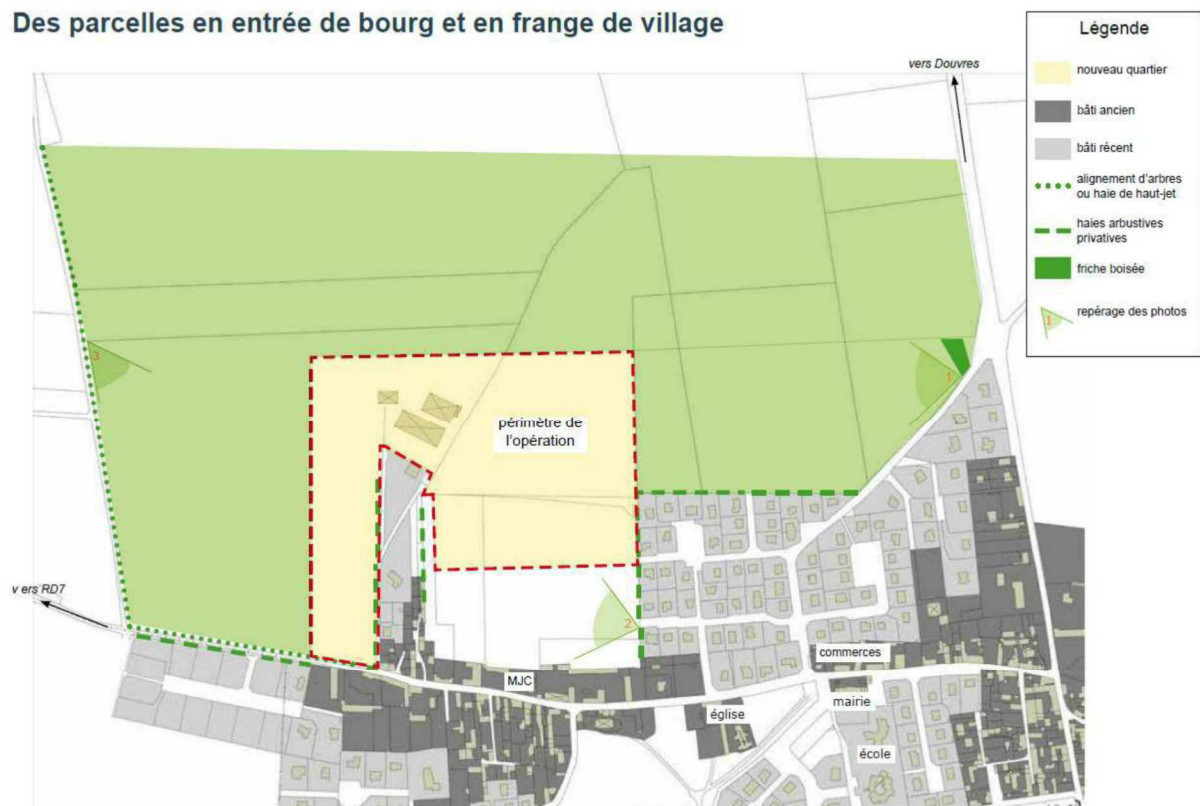 Des parcelles en entrée de bourg et en frange de village
Légende
nouveau quartier
bâti ancien
bâti récent
alignement d'arbres
ou haie de haut-jet
haies arbustives
privatives
friche boisée
1
repérage des photos
vers Douvres
3
1
périmètre de
l'opération
v ers RD7
2
commerces
MJC
mairie
église
école